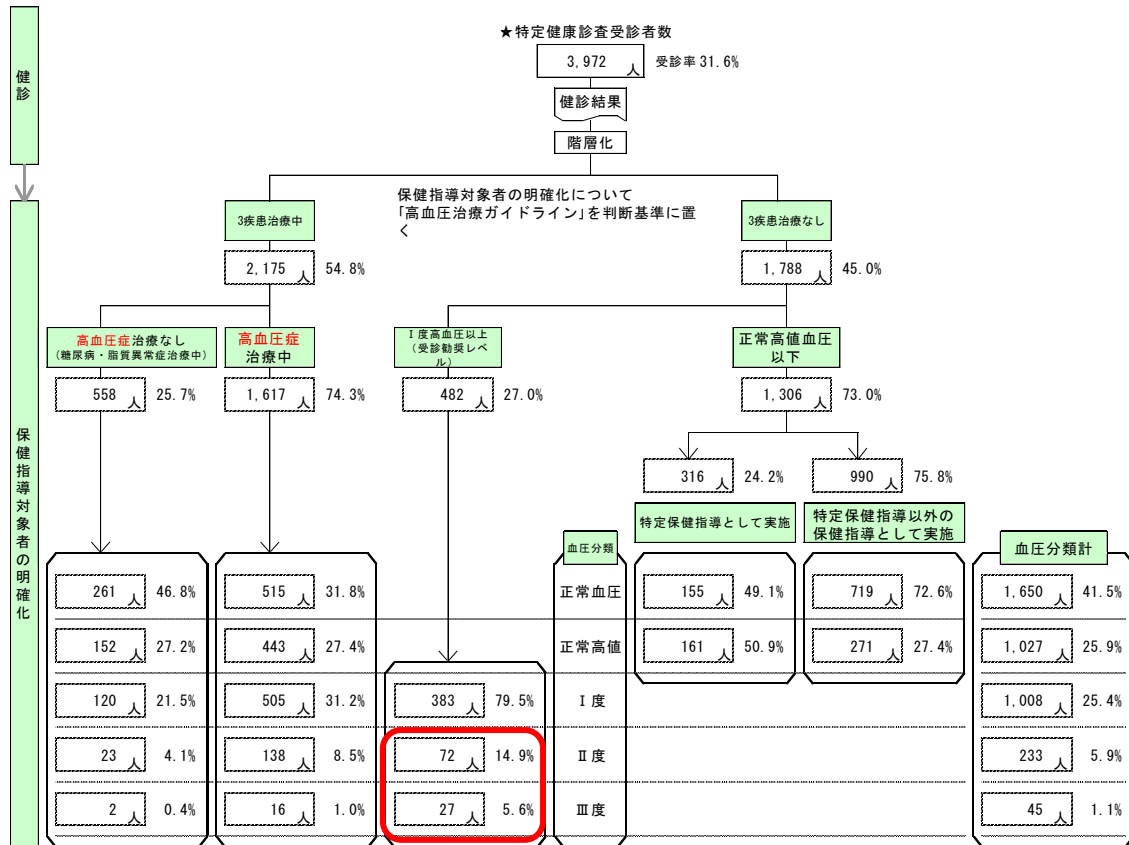 ★特定健康診査受診者数
3,972 人 受診率 31.6%
健診
健診結果
階層化
保健指導対象者の明確化について
「高血圧治療ガイドライン」を判断基準に置
く
3疾患治療中
3疾患治療なし
2,175 人 54.8%
1,788 人 45.0%
保健指導対象者の明確化
高血圧症治療なし
(糖尿病・脂質異常症治療中)
高血圧症
治療中
Ⅰ度高血圧以上
(受診勧奨レベ
ル)
正常高値血圧
以下
558 人 25.7%
1,617 人 74.3%
482 人 27.0%
1,306 人 73.0%
316 人 24.2%
990 人 75.8%
特定保健指導として実施
特定保健指導以外の
保健指導として実施
血圧分類
血圧分類計
261 人 46.8%
515 人 31.8%
正常血圧
155 人 49.1%
719 人 72.6%
1,650 人 41.5%
152 人 27.2%
443 人 27.4%
正常高値
161 人 50.9%
271 人 27.4%
1,027 人 25.9%
120 人 21.5%
505 人 31.2%
383 人 79.5%
Ⅰ度
1,008 人 25.4%
23 人 4.1%
138 人 8.5%
72 人 14.9%
Ⅱ度
233 人 5.9%
2 人 0.4%
16 人 1.0%
27 人 5.6%
Ⅲ度
45 人 1.1%